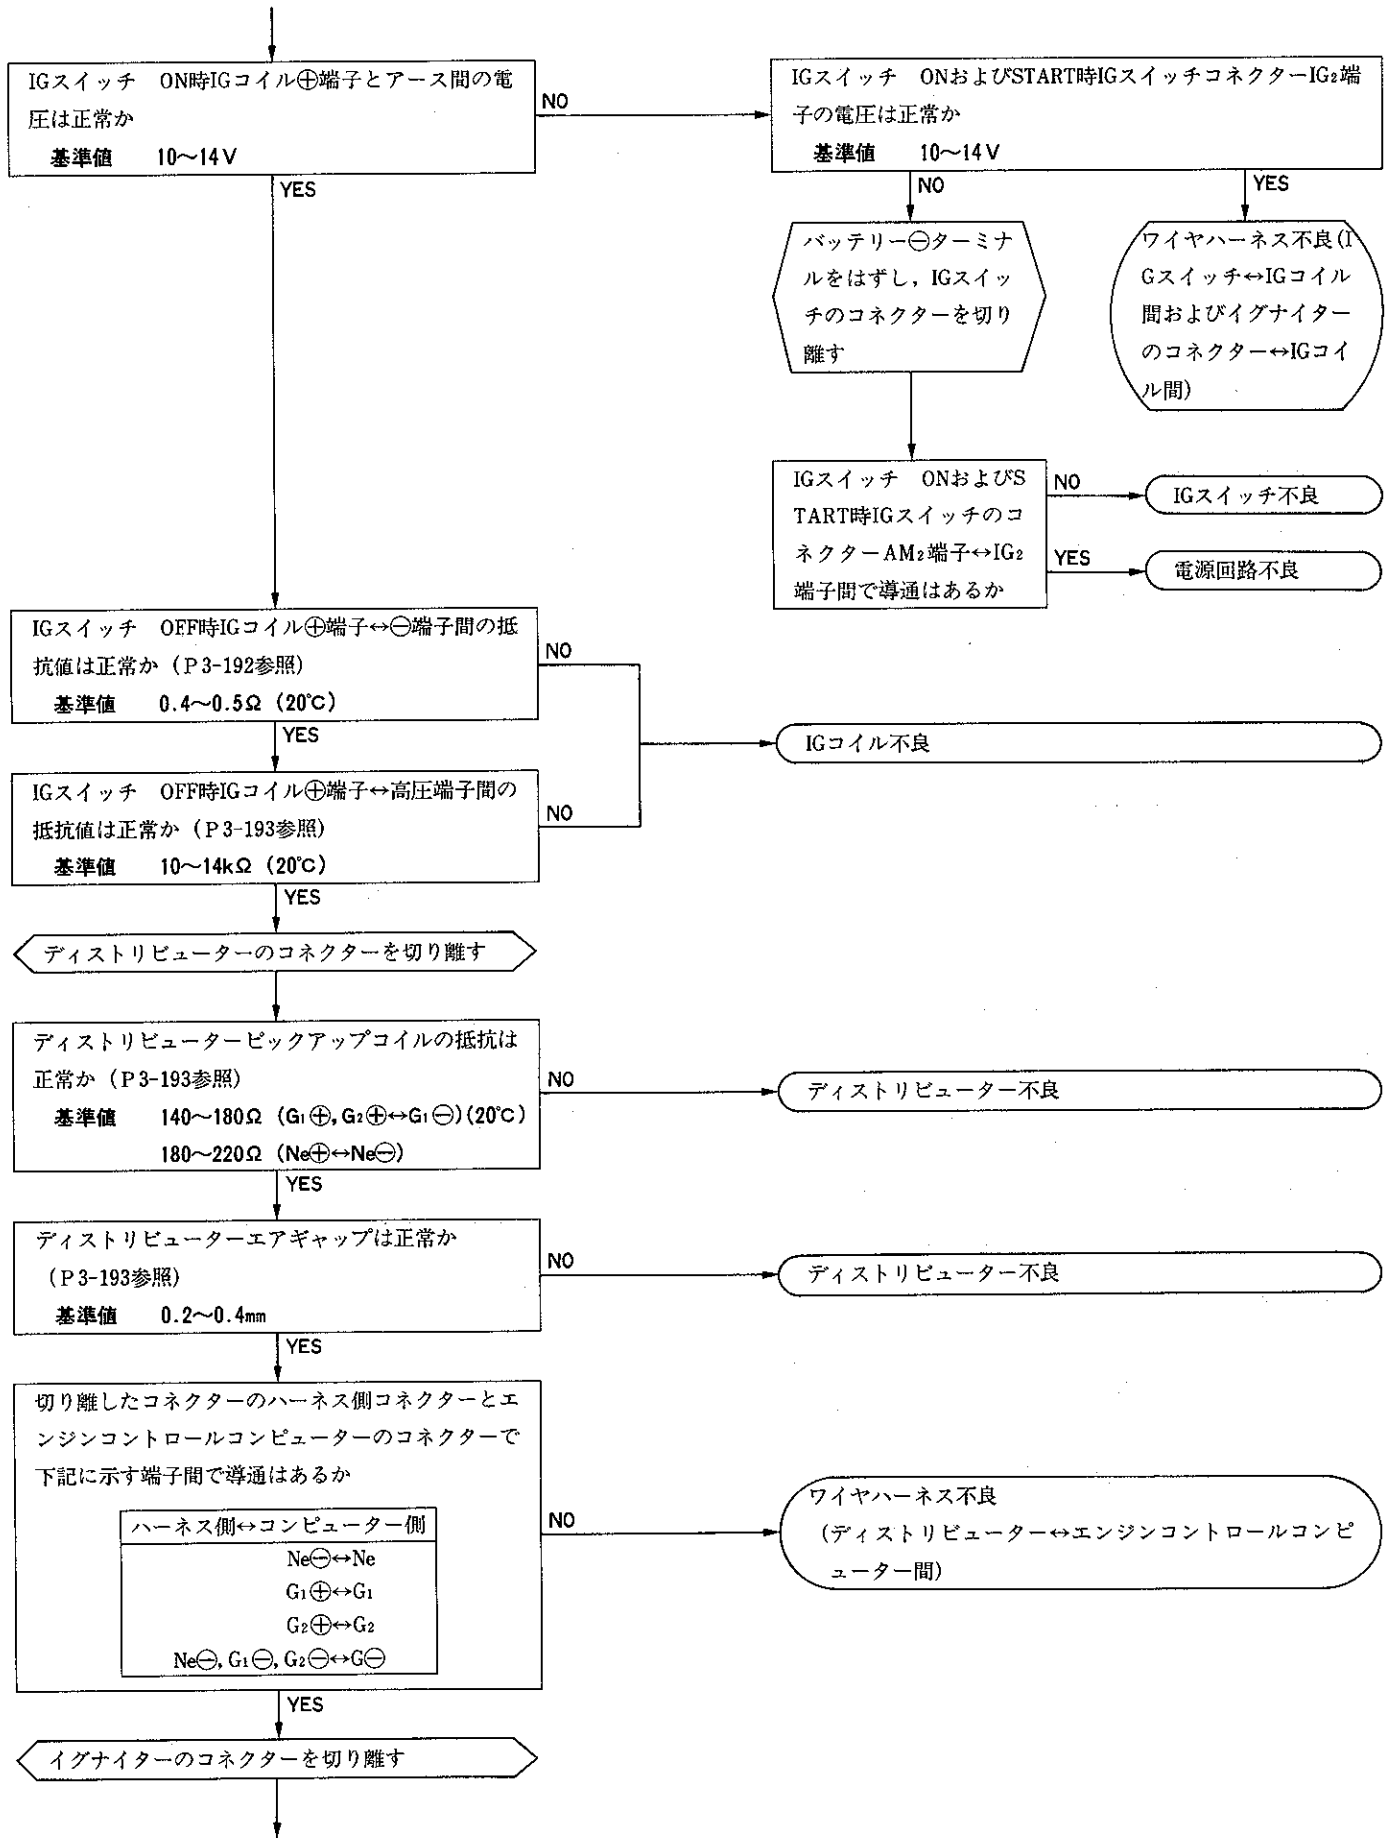 IGスイッチ　ON時IGコイル⊕端子とアース間の電
圧は正常か
基準値　10〜14V
NO
YES
IGスイッチ　ONおよびSTART時IGスイッチコネクターIG₂端
子の電圧は正常か
基準値　10〜14V
NO
YES
バッテリー⊖ターミナ
ルをはずし，IGスイッ
チのコネクターを切り
離す
ワイヤハーネス不良(I
Gスイッチ↔IGコイル
間およびイグナイター
のコネクター↔IGコイ
ル間)
IGスイッチ　ONおよびS
TART時IGスイッチのコ
ネクターAM₂端子↔IG₂
端子間で導通はあるか
NO
IGスイッチ不良
YES
電源回路不良
IGスイッチ　OFF時IGコイル⊕端子↔⊖端子間の抵
抗値は正常か（P3-192参照）
基準値　0.4〜0.5Ω（20℃）
NO
YES
IGコイル不良
IGスイッチ　OFF時IGコイル⊕端子↔高圧端子間の
抵抗値は正常か（P3-193参照）
基準値　10〜14kΩ（20℃）
NO
YES
ディストリビューターのコネクターを切り離す
ディストリビューターピックアップコイルの抵抗は
正常か（P3-193参照）
基準値　140〜180Ω（G₁⊕,G₂⊕↔G₁⊖）(20℃)
180〜220Ω（Ne⊕↔Ne⊖）
NO
ディストリビューター不良
YES
ディストリビューターエアギャップは正常か
（P3-193参照）
基準値　0.2〜0.4mm
NO
ディストリビューター不良
YES
切り離したコネクターのハーネス側コネクターとエ
ンジンコントロールコンピューターのコネクターで
下記に示す端子間で導通はあるか
ハーネス側↔コンピューター側
Ne⊖↔Ne
G₁⊕↔G₁
G₂⊕↔G₂
Ne⊖,G₁⊖,G₂⊖↔G⊖
NO
ワイヤハーネス不良
（ディストリビューター↔エンジンコントロールコンピ
ューター間）
YES
イグナイターのコネクターを切り離す